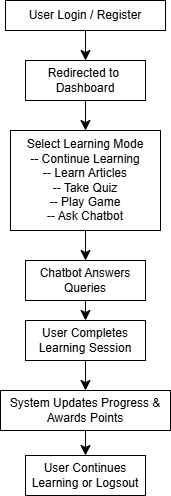 User Login / Register
Redirected to
Dashboard
Select Learning Mode
-- Continue Learning
-- Learn Articles
-- Take Quiz
-- Play Game
-- Ask Chatbot
Chatbot Answers
Queries
User Completes
Learning Session
System Updates Progress &
Awards Points
User Continues
Learning or Logsout